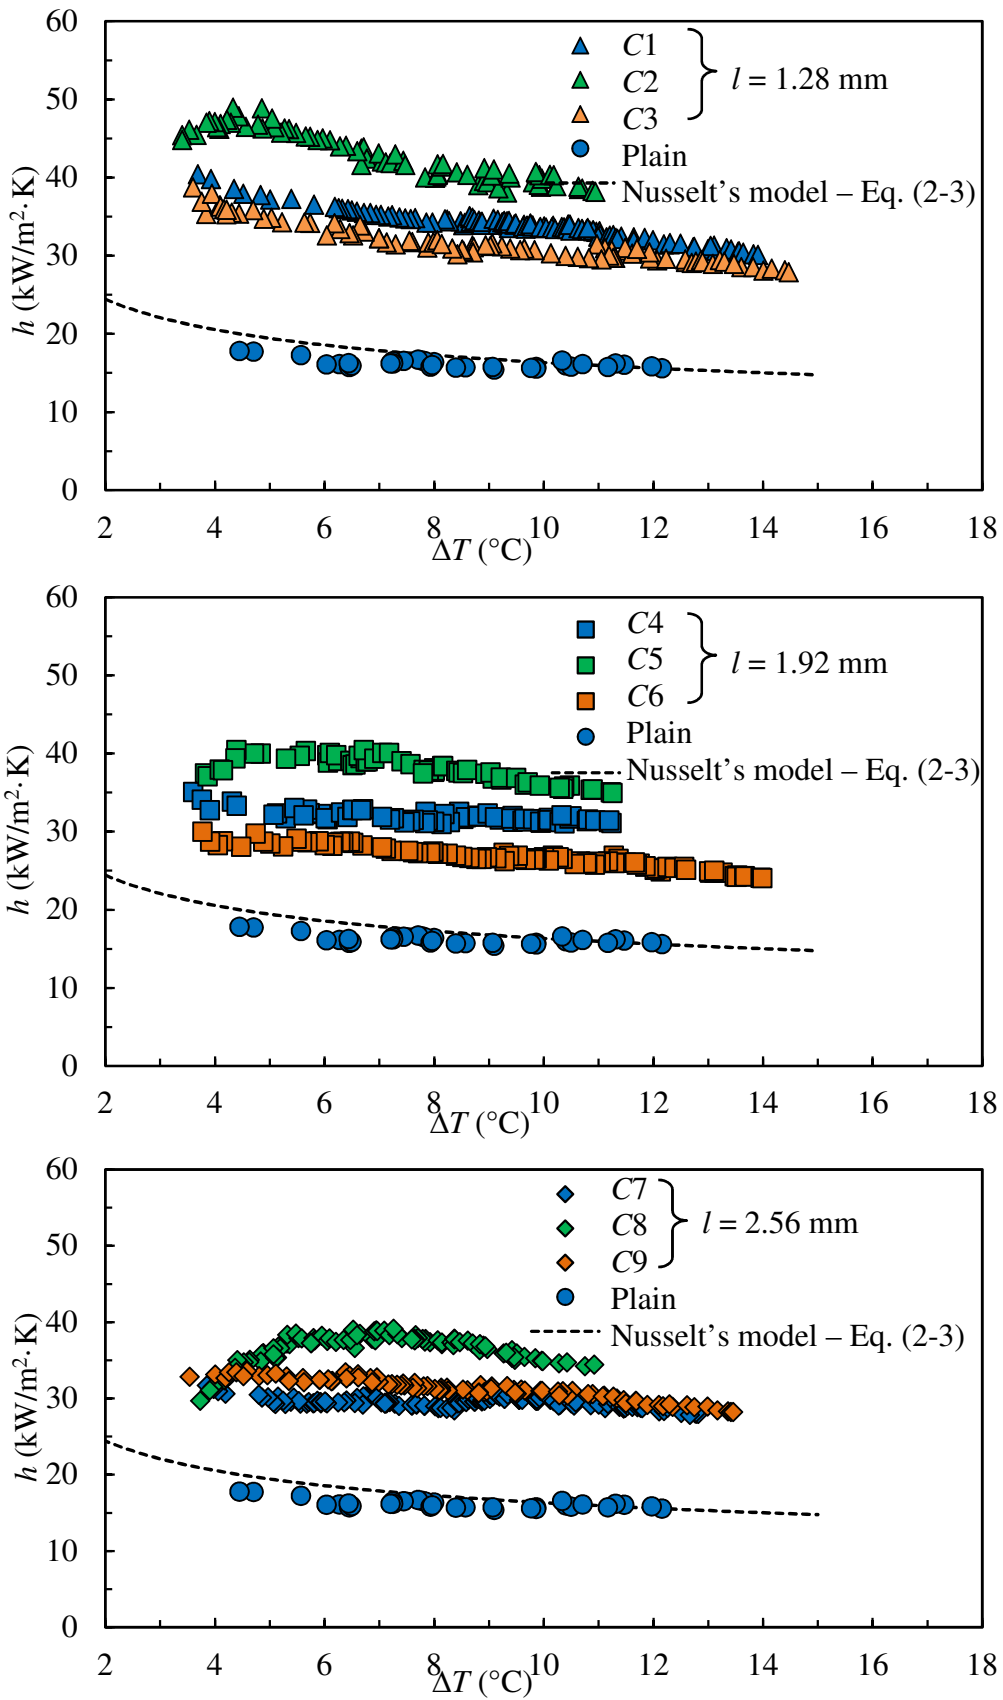 60
50
40
30
20
10
0
h (kW/m²·K)
C1
C2
C3
l = 1.28 mm
Plain
Nusselt’s model – Eq. (2-3)
2 4 6 8 10 12 14 16 18
ΔT (°C)
60
50
40
30
20
10
0
h (kW/m²·K)
C4
C5
C6
l = 1.92 mm
Plain
Nusselt’s model – Eq. (2-3)
2 4 6 8 10 12 14 16 18
ΔT (°C)
60
50
40
30
20
10
0
h (kW/m²·K)
C7
C8
C9
l = 2.56 mm
Plain
Nusselt’s model – Eq. (2-3)
2 4 6 8 10 12 14 16 18
ΔT (°C)